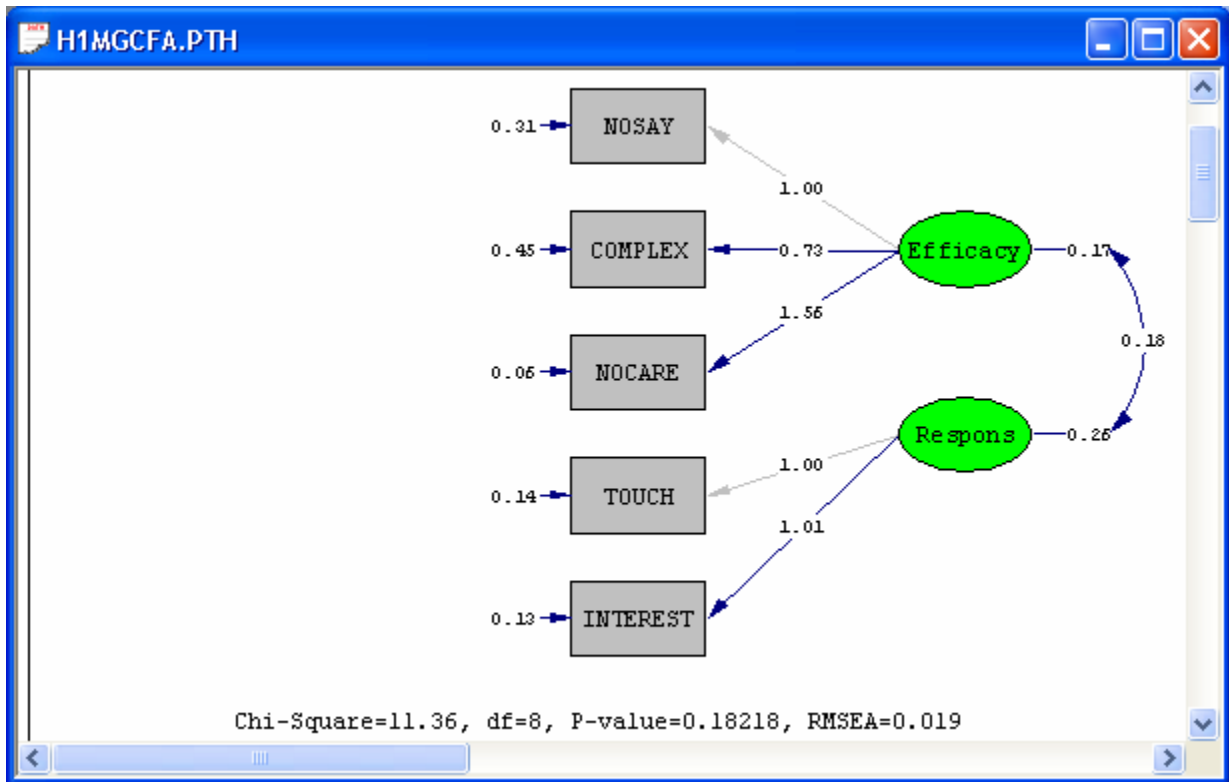 H1MGCFA.PTH
0.31 NOSAY
1.00
0.45 COMPLEX 0.73 Efficacy 0.17
1.56
0.18
0.06 NOCARE
Respons 0.26
1.00
0.14 TOUCH
1.01
0.13 INTEREST
Chi-Square=11.36, df=8, P-value=0.18218, RMSEA=0.019